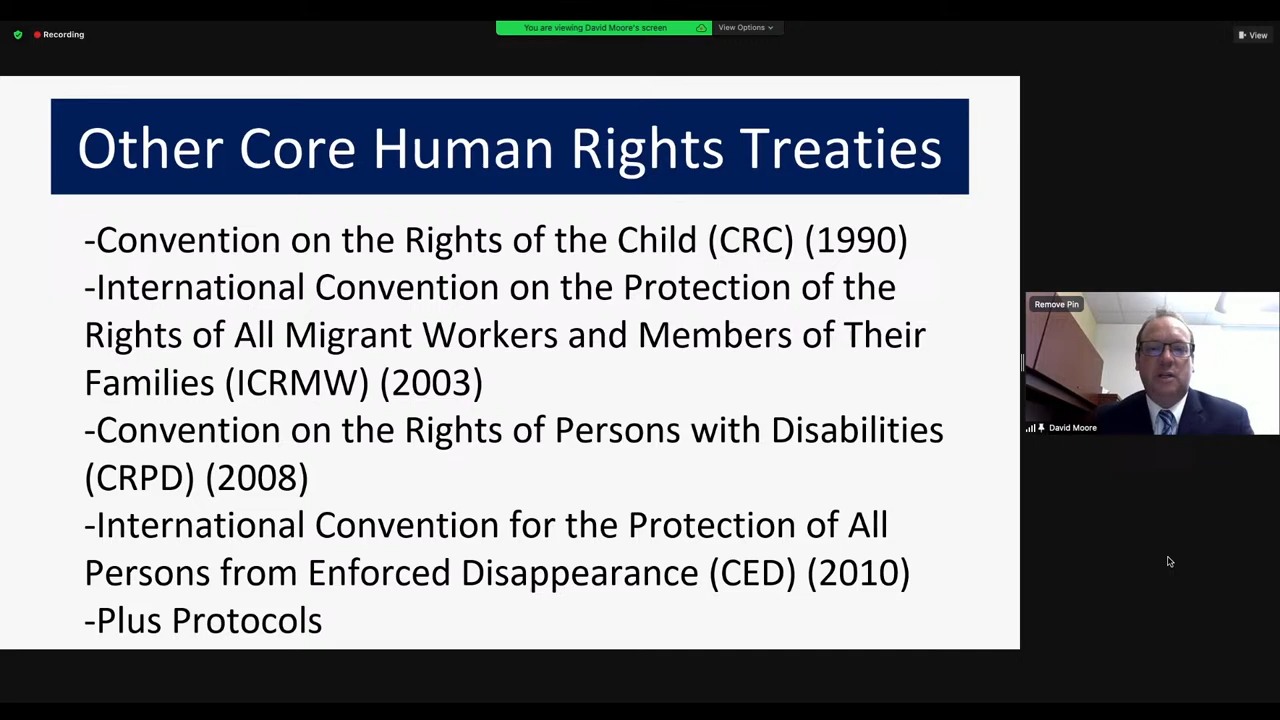 You are viewing David Moore's screen
View Options
Recording
View
Other Core Human Rights Treaties
-Convention on the Rights of the Child (CRC) (1990)
-International Convention on the Protection of the
Rights of All Migrant Workers and Members of Their
Families (ICRMW) (2003)
-Convention on the Rights of Persons with Disabilities
(CRPD) (2008)
-International Convention for the Protection of All
Persons from Enforced Disappearance (CED) (2010)
-Plus Protocols
Remove Pin
David Moore